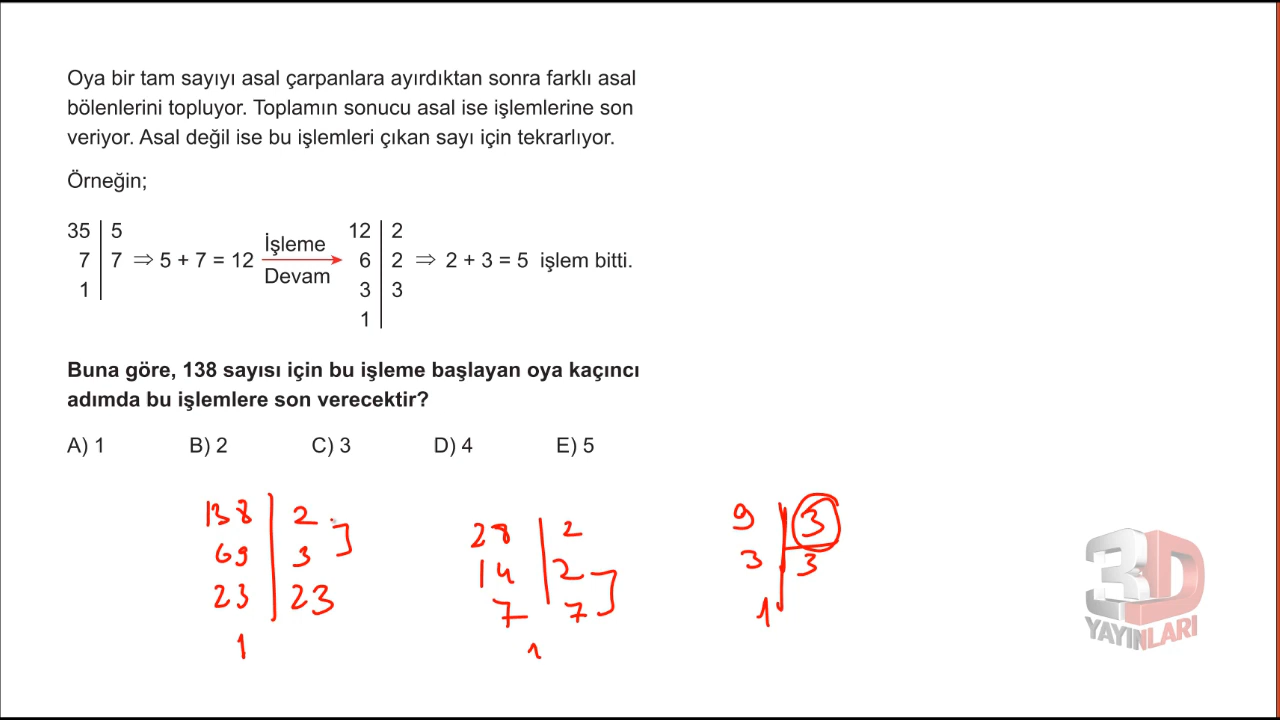 Oya bir tam sayıyı asal çarpanlara ayırdıktan sonra farklı asal
bölenlerini topluyor. Toplamın sonucu asal ise işlemlerine son
veriyor. Asal değil ise bu işlemleri çıkan sayı için tekrarlıyor.
Örneğin;
35 | 5
7 | 7 ⇒ 5 + 7 = 12
1
İşleme
Devam
12 | 2
6 | 2 ⇒ 2 + 3 = 5 işlem bitti.
3 | 3
1
Buna göre, 138 sayısı için bu işleme başlayan oya kaçıncı
adımda bu işlemlere son verecektir?
A) 1 B) 2 C) 3 D) 4 E) 5
138 | 2
69 | 3
23 | 23
1
28 | 2
14 | 2
7 | 7
1
9 | 3
3 | 3
1
3D
YAYINLARI